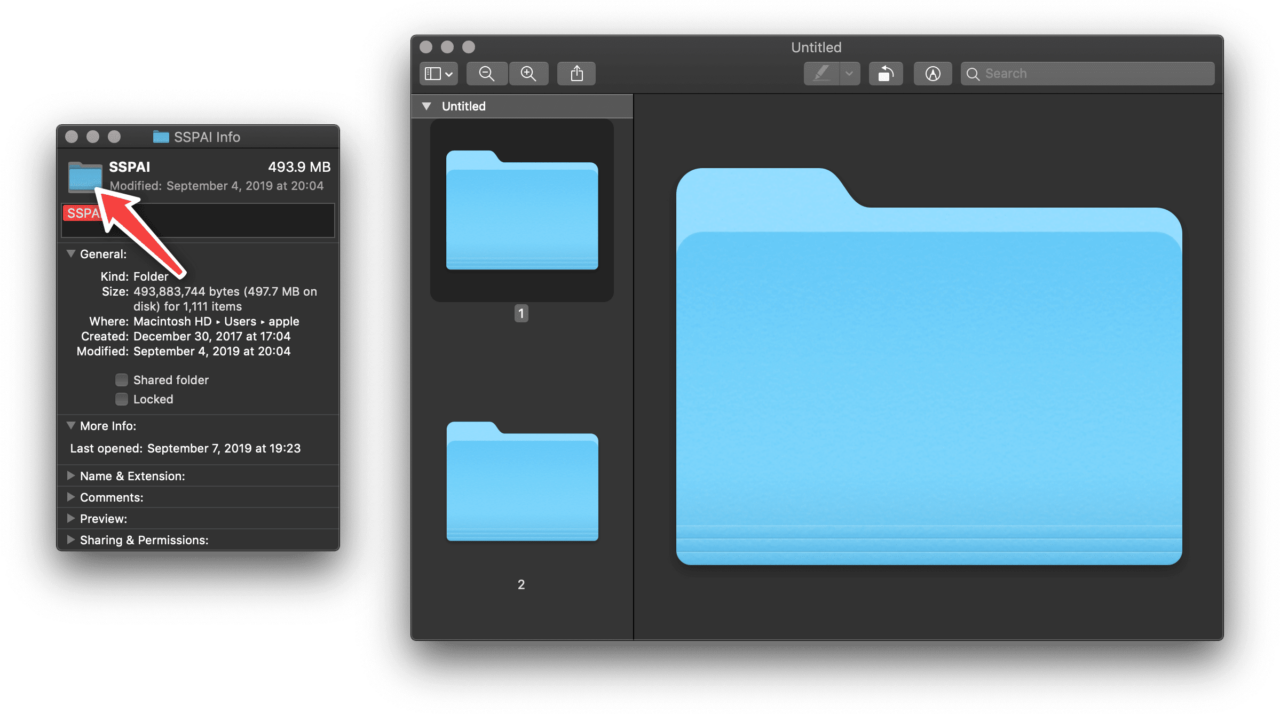 SSPAI Info
SSPAI 493.9 MB
Modified: September 4, 2019 at 20:04
General:
Kind: Folder
Size: 493,883,744 bytes (497.7 MB on
disk) for 1,111 items
Where: Macintosh HD ▸ Users ▸ apple
Created: December 30, 2017 at 17:04
Modified: September 4, 2019 at 20:04
Shared folder
Locked
More Info:
Last opened: September 7, 2019 at 19:23
Name & Extension:
Comments:
Preview:
Sharing & Permissions:
Untitled
Search
Untitled
1
2